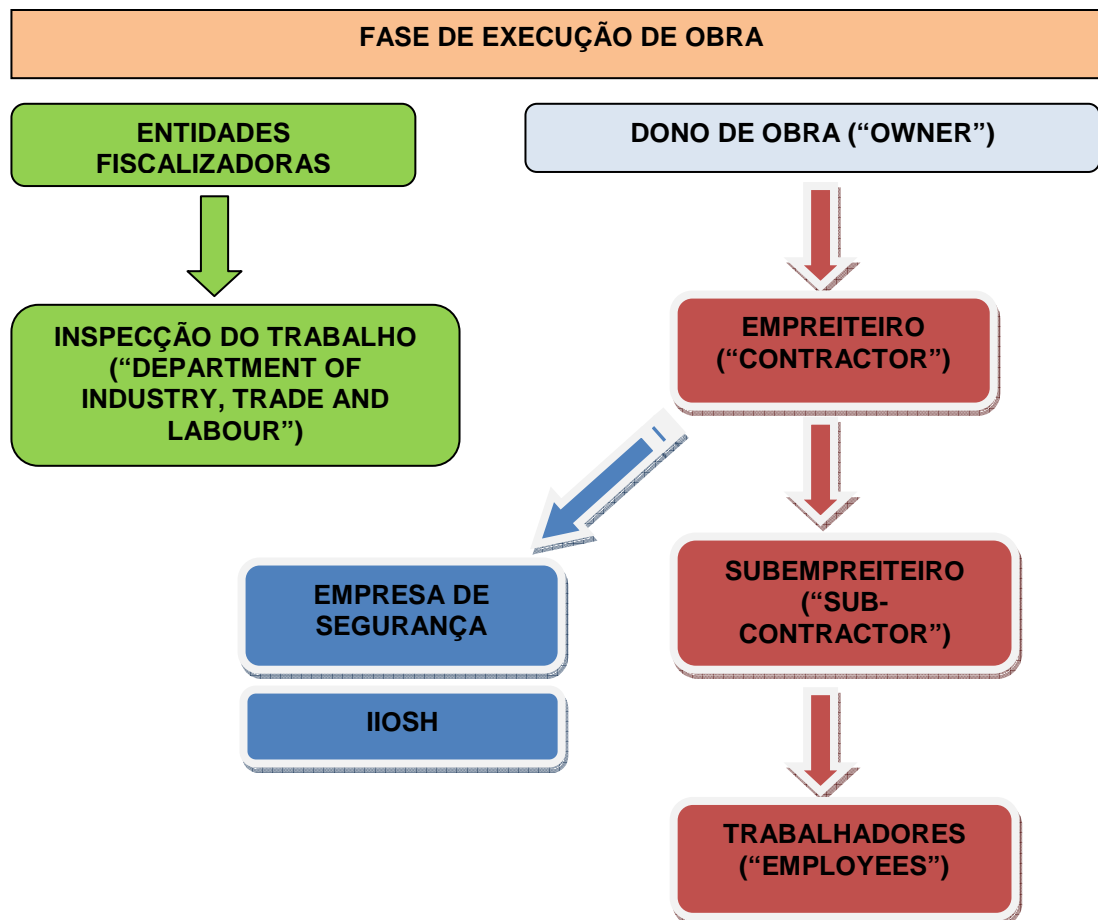 FASE DE EXECUÇÃO DE OBRA
ENTIDADES
FISCALIZADORAS
DONO DE OBRA (“OWNER”)
INSPECÇÃO DO TRABALHO
(“DEPARTMENT OF
INDUSTRY, TRADE AND
LABOUR”)
EMPREITEIRO
(“CONTRACTOR”)
EMPRESA DE
SEGURANÇA
SUBEMPREITEIRO
(“SUB-
CONTRACTOR”)
IIOSH
TRABALHADORES
(“EMPLOYEES”)